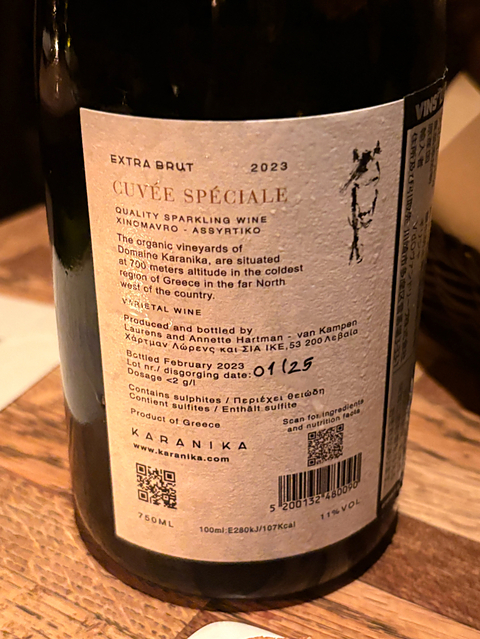 EXTRA BRUT 2023
CUVÉE SPÉCIALE
QUALITY SPARKLING WINE
XINOMAVRO - ASSYRTIKO
The organic vineyards of
Domaine Karanika, are situated
at 700 meters altitude in the coldest
region of Greece in the far North
west of the country.
VARIETAL WINE
Produced and bottled by
Laurens and Annette Hartman - van Kampen
Χάρτμαν Λώρενς και ΣΙΑ ΙΚΕ, 53 200 Λεβαία
Bottled February 2023
Lot nr./ disgorging date: 01/25
Dosage <2 g/l
Contains sulphites / Περιέχει θειώδη
Contient sulfites / Enthält sulfite
Product of Greece
Scan for ingredients
and nutrition facts
KARANIKA
www.karanika.com
5 200132 480090
750ML
100ml:E280kJ/107Kcal
11%VOL
VINS